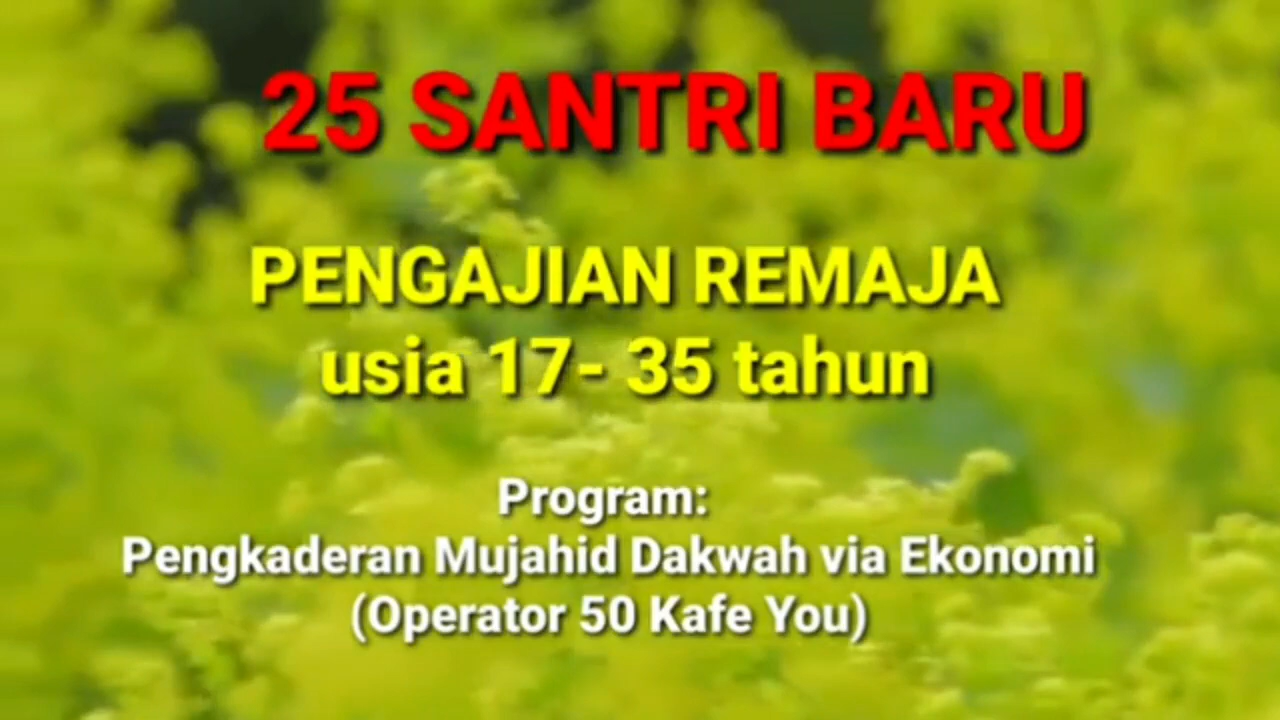 25 SANTRI BARU
PENGAJIAN REMAJA
usia 17- 35 tahun
Program:
Pengkaderan Mujahid Dakwah via Ekonomi
(Operator 50 Kafe You)